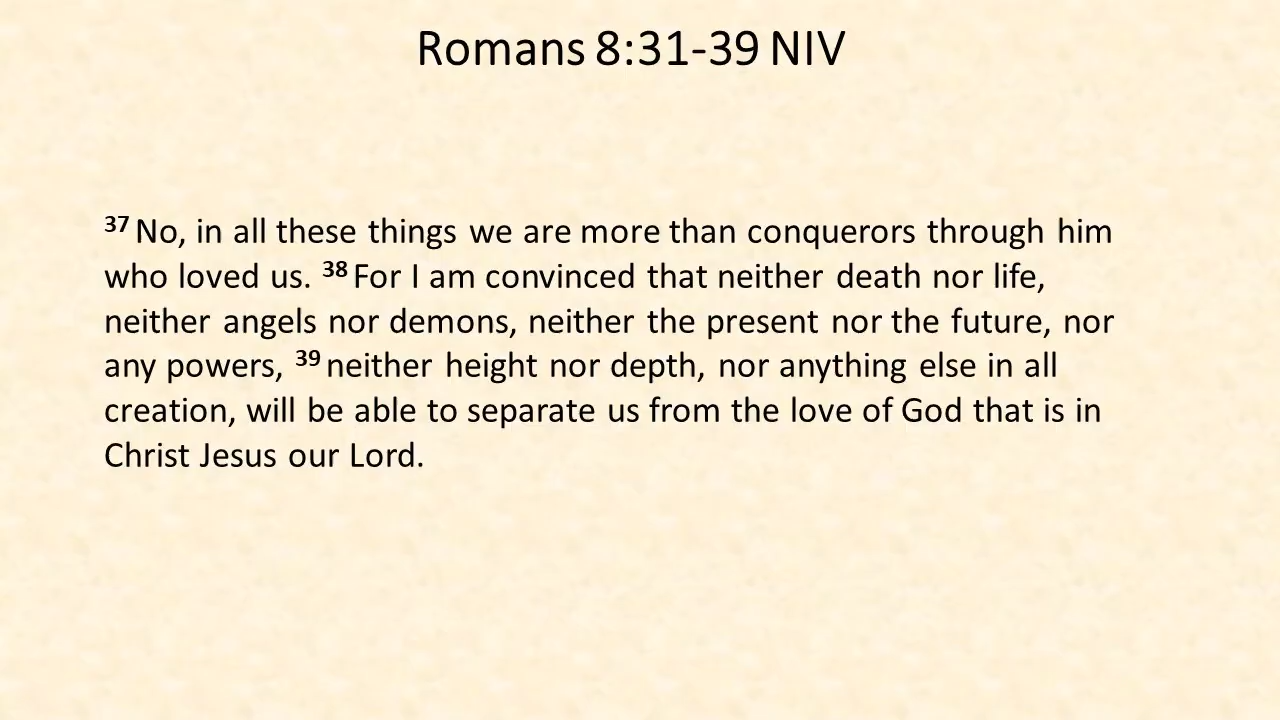 Romans 8:31-39 NIV
37 No, in all these things we are more than conquerors through him
who loved us. 38 For I am convinced that neither death nor life,
neither angels nor demons, neither the present nor the future, nor
any powers, 39 neither height nor depth, nor anything else in all
creation, will be able to separate us from the love of God that is in
Christ Jesus our Lord.